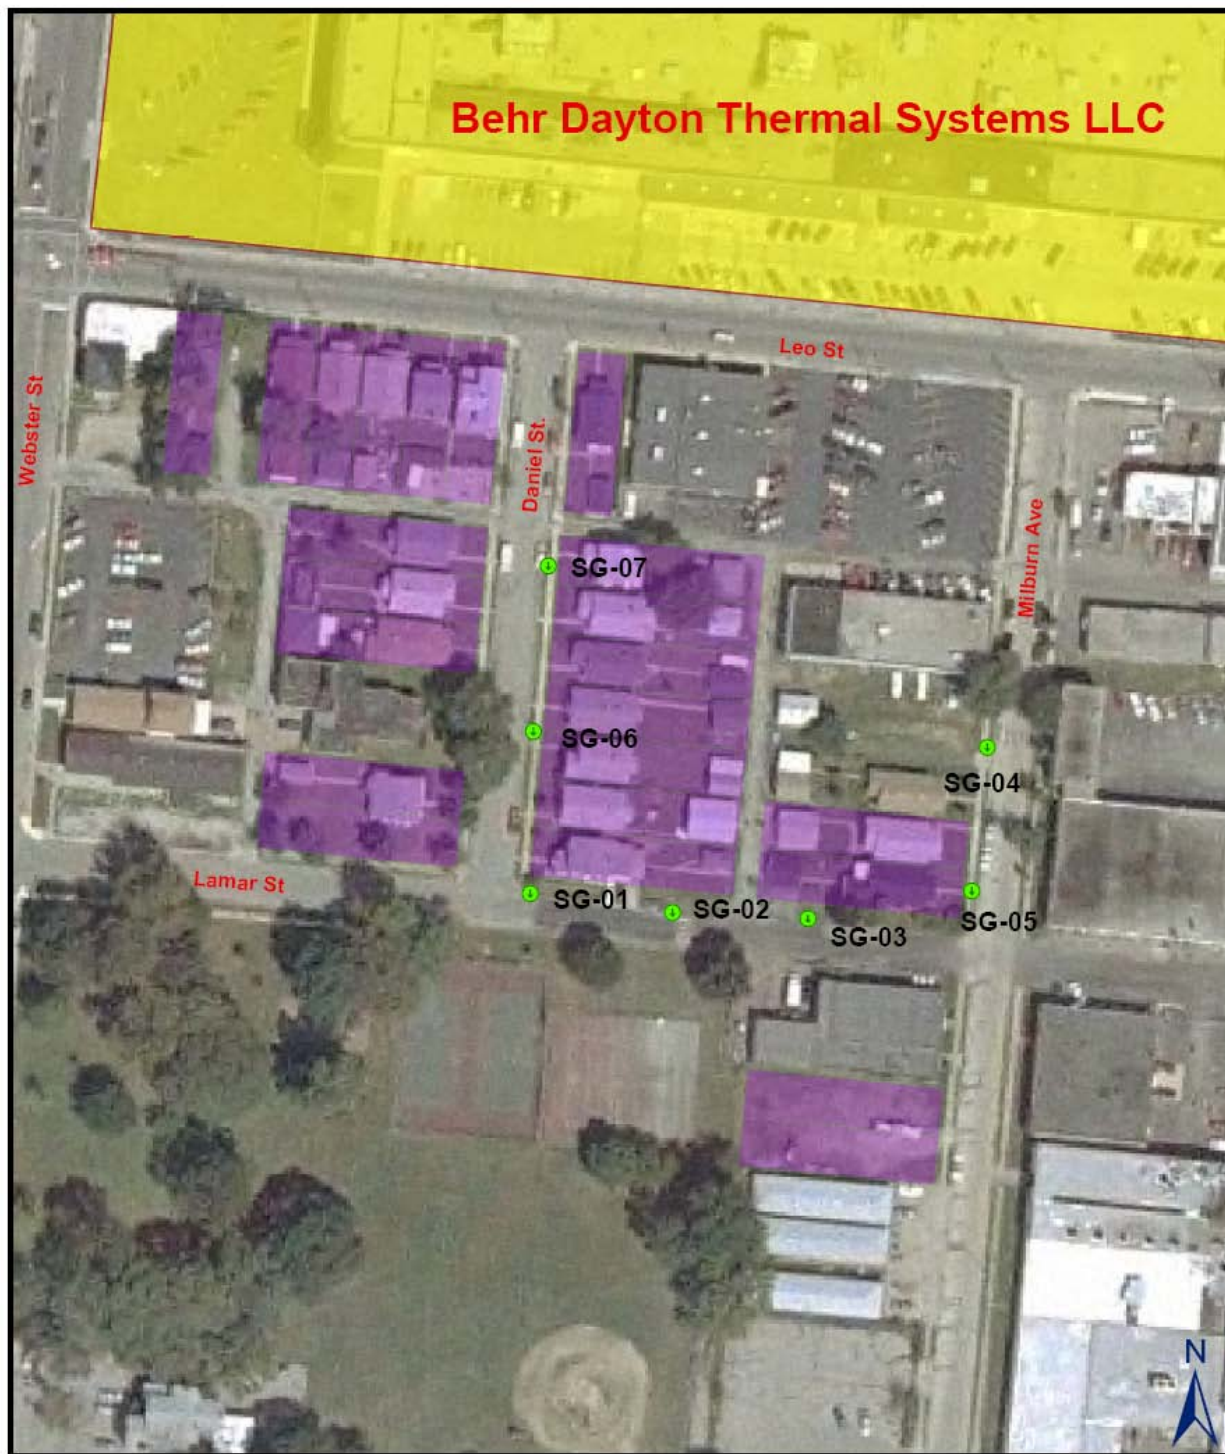 Behr Dayton Thermal Systems LLC
Leo St
Webster St
Daniel St.
Milburn Ave
SG-07
SG-06
SG-04
Lamar St
SG-01
SG-02
SG-03
SG-05
N